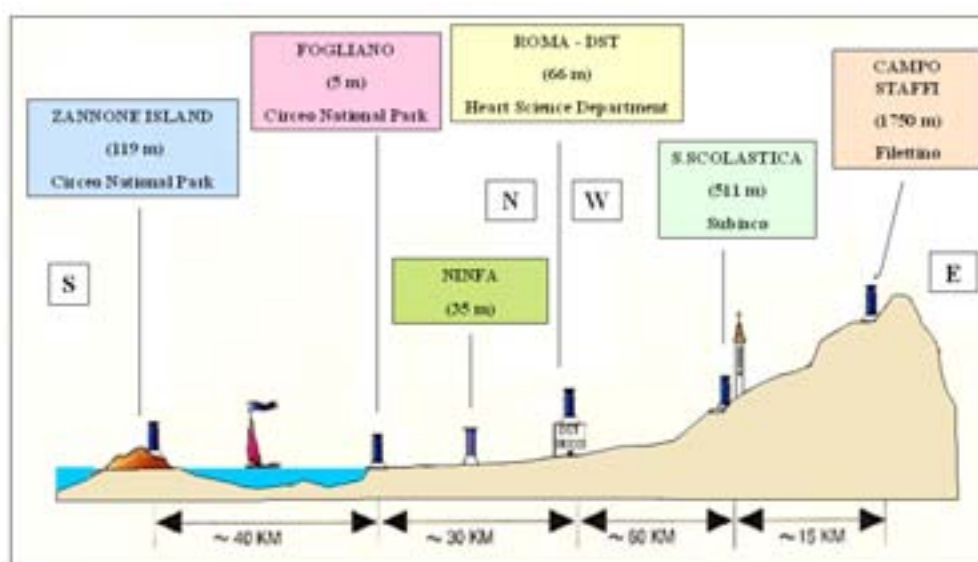 ZANNONE ISLAND
(119 m)
Circeo National Park
FOGLIANO
(5 m)
Circeo National Park
ROMA - DST
(66 m)
Heart Science Department
CAMPO
STAFFI
(1750 m)
Filettino
S.SCOLASTICA
(511 m)
Subiaco
NINFA
(35 m)
S
N
W
E
DST
~ 40 KM
~ 30 KM
~ 60 KM
~ 15 KM